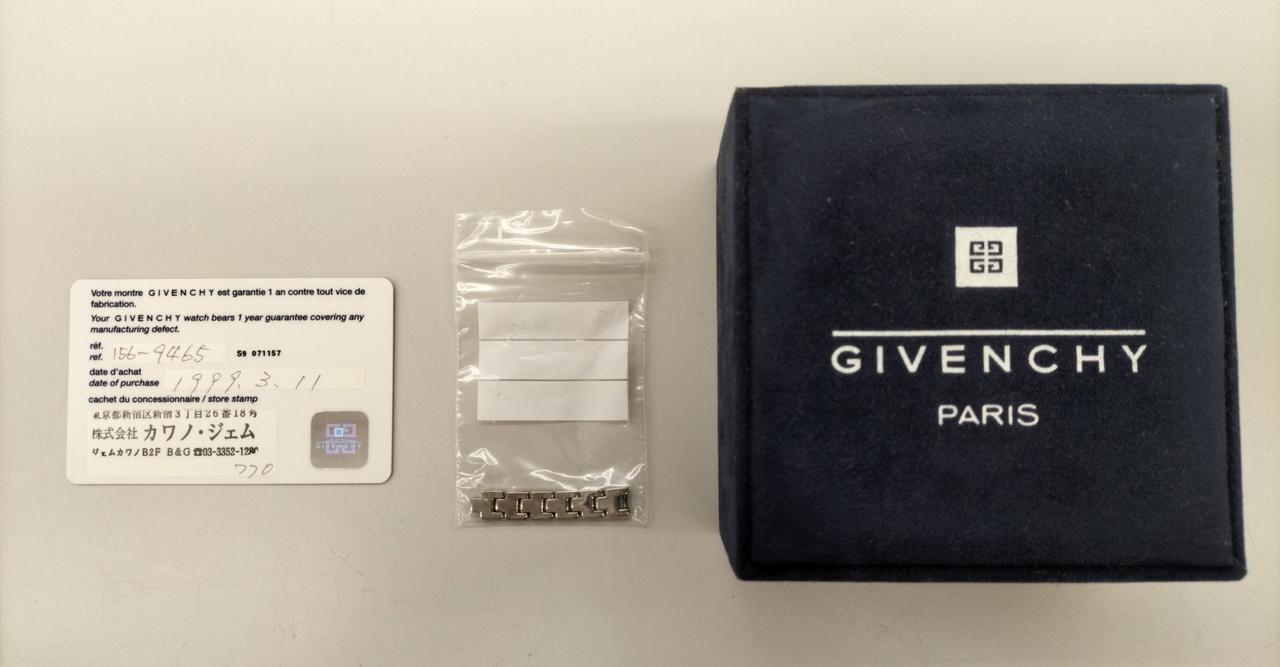 Votre montre GIVENCHY est garantie 1 an contre tout vice de
fabrication.
Your GIVENCHY watch bears 1 year guarantee covering any
manufacturing defect.
réf.
ref. 156-9465 S9 071157
date d'achat
date of purchase 1999. 3. 11
cachet du concessionnaire / store stamp
東京都新宿区新宿3丁目26番18号
株式会社 カワノ・ジェム
ジェムカワノB2F B&G ☎03-3352-1280
GIVENCHY
GIVENCHY
PARIS